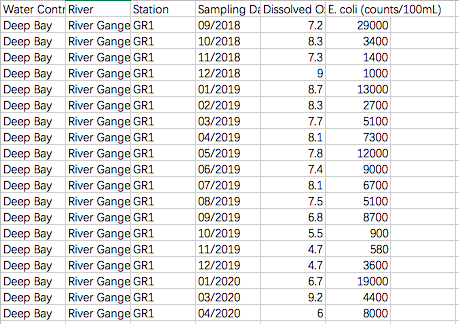 Water Contr River Station Sampling Da Dissolved O E. coli (counts/100mL)
Deep Bay River Gange GR1 09/2018 7.2 29000
Deep Bay River Gange GR1 10/2018 8.3 3400
Deep Bay River Gange GR1 11/2018 7.3 1400
Deep Bay River Gange GR1 12/2018 9 1000
Deep Bay River Gange GR1 01/2019 8.7 13000
Deep Bay River Gange GR1 02/2019 8.3 2700
Deep Bay River Gange GR1 03/2019 7.7 5100
Deep Bay River Gange GR1 04/2019 8.1 7300
Deep Bay River Gange GR1 05/2019 7.8 12000
Deep Bay River Gange GR1 06/2019 7.4 9000
Deep Bay River Gange GR1 07/2019 8.1 6700
Deep Bay River Gange GR1 08/2019 7.5 5100
Deep Bay River Gange GR1 09/2019 6.8 8700
Deep Bay River Gange GR1 10/2019 5.5 900
Deep Bay River Gange GR1 11/2019 4.7 580
Deep Bay River Gange GR1 12/2019 4.7 3600
Deep Bay River Gange GR1 01/2020 6.7 19000
Deep Bay River Gange GR1 03/2020 9.2 4400
Deep Bay River Gange GR1 04/2020 6 8000